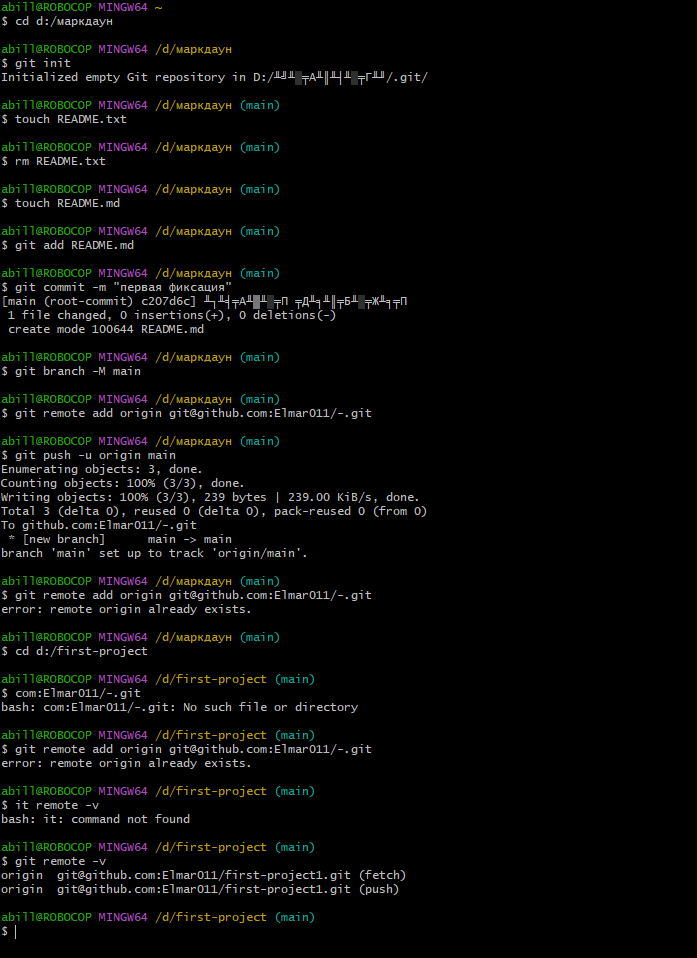 abill@ROBOCOP MINGW64 ~
$ cd d:/маркдаун
abill@ROBOCOP MINGW64 /d/маркдаун
$ git init
Initialized empty Git repository in D:/╨╝╨░╤А╨║╨┤╨░╤Г╨╜/.git/
abill@ROBOCOP MINGW64 /d/маркдаун (main)
$ touch README.txt
abill@ROBOCOP MINGW64 /d/маркдаун (main)
$ rm README.txt
abill@ROBOCOP MINGW64 /d/маркдаун (main)
$ touch README.md
abill@ROBOCOP MINGW64 /d/маркдаун (main)
$ git add README.md
abill@ROBOCOP MINGW64 /d/маркдаун (main)
$ git commit -m "первая фиксация"
[main (root-commit) c207d6c]
1 file changed, 0 insertions(+), 0 deletions(-)
create mode 100644 README.md
abill@ROBOCOP MINGW64 /d/маркдаун (main)
$ git branch -M main
abill@ROBOCOP MINGW64 /d/маркдаун (main)
$ git remote add origin git@github.com:Elmar011/-.git
abill@ROBOCOP MINGW64 /d/маркдаун (main)
$ git push -u origin main
Enumerating objects: 3, done.
Counting objects: 100% (3/3), done.
Writing objects: 100% (3/3), 239 bytes | 239.00 KiB/s, done.
Total 3 (delta 0), reused 0 (delta 0), pack-reused 0 (from 0)
To github.com:Elmar011/-.git
* [new branch]      main -> main
branch 'main' set up to track 'origin/main'.
abill@ROBOCOP MINGW64 /d/маркдаун (main)
$ git remote add origin git@github.com:Elmar011/-.git
error: remote origin already exists.
abill@ROBOCOP MINGW64 /d/маркдаун (main)
$ cd d:/first-project
abill@ROBOCOP MINGW64 /d/first-project (main)
$ com:Elmar011/-.git
bash: com:Elmar011/-.git: No such file or directory
abill@ROBOCOP MINGW64 /d/first-project (main)
$ git remote add origin git@github.com:Elmar011/-.git
error: remote origin already exists.
abill@ROBOCOP MINGW64 /d/first-project (main)
$ it remote -v
bash: it: command not found
abill@ROBOCOP MINGW64 /d/first-project (main)
$ git remote -v
origin  git@github.com:Elmar011/first-project1.git (fetch)
origin  git@github.com:Elmar011/first-project1.git (push)
abill@ROBOCOP MINGW64 /d/first-project (main)
$